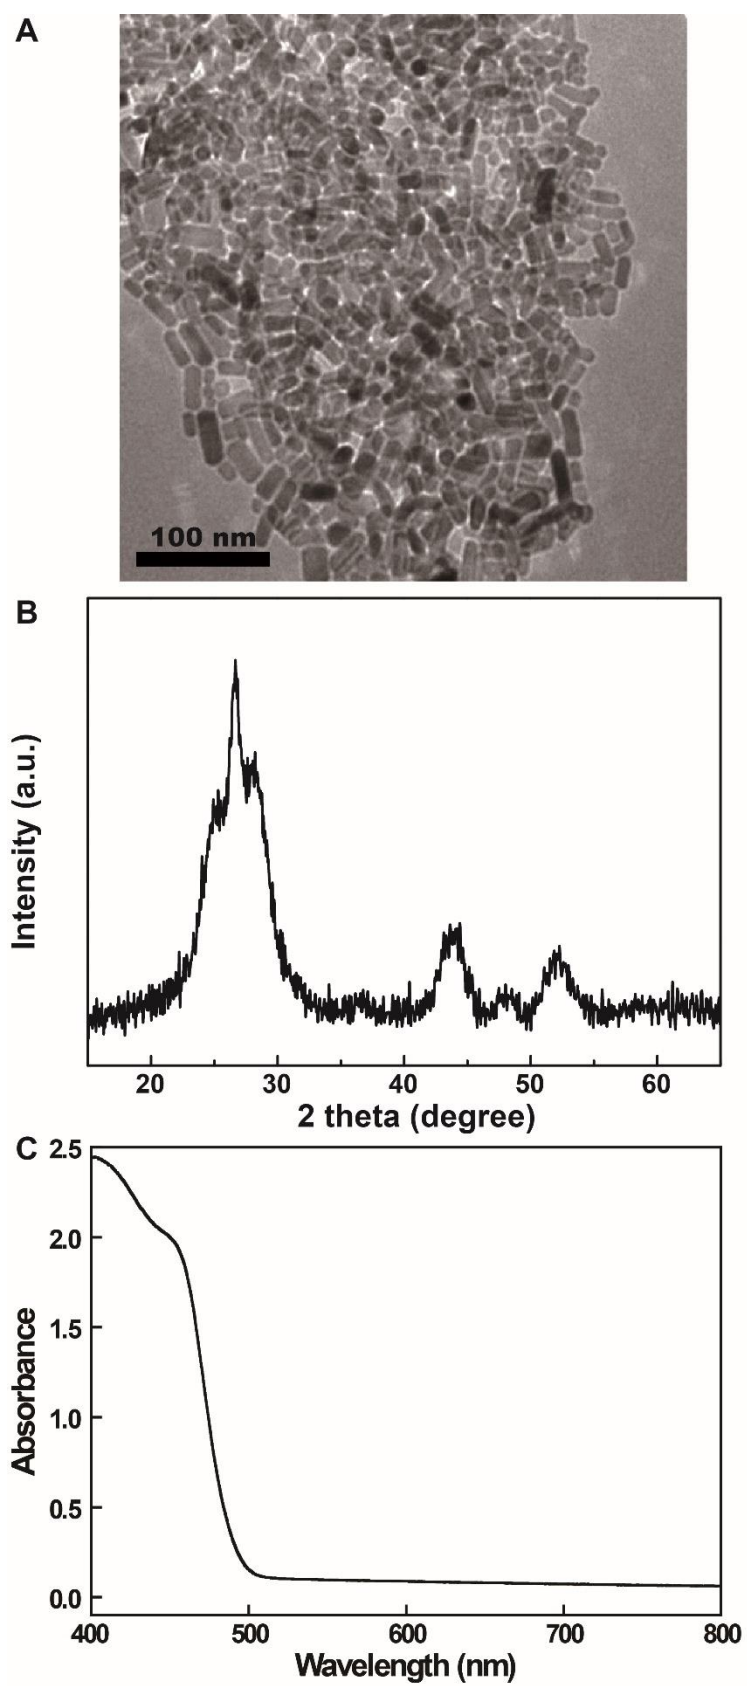 A
100 nm
B
Intensity (a.u.)
20 30 40 50 60
2 theta (degree)
C
2.5
2.0
1.5
1.0
0.5
0.0
Absorbance
400 500 600 700 800
Wavelength (nm)